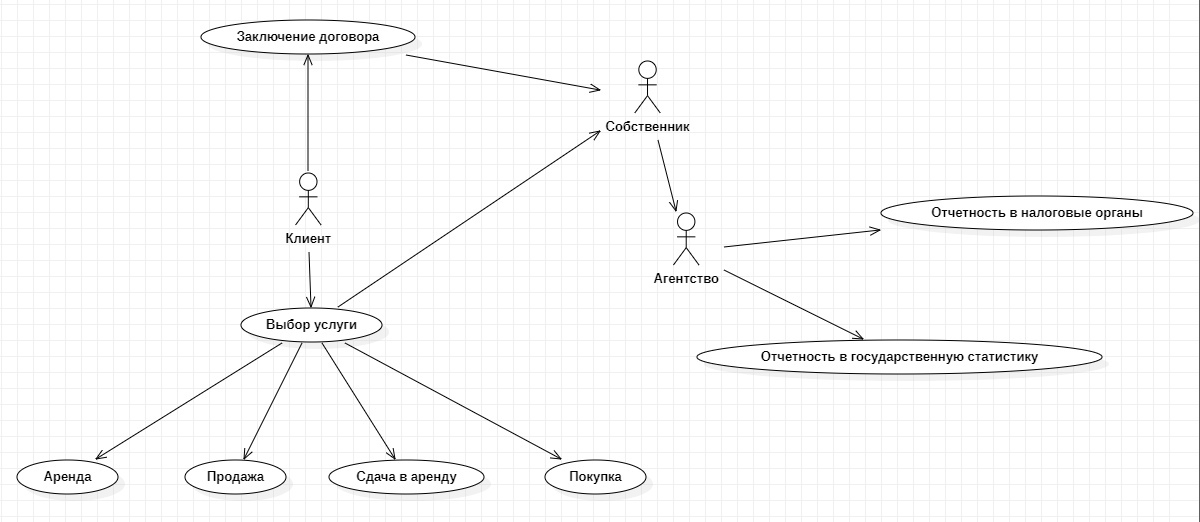 Заключение договора
Собственник
Клиент
Отчетность в налоговые органы
Агентство
Выбор услуги
Отчетность в государственную статистику
Аренда
Продажа
Сдача в аренду
Покупка